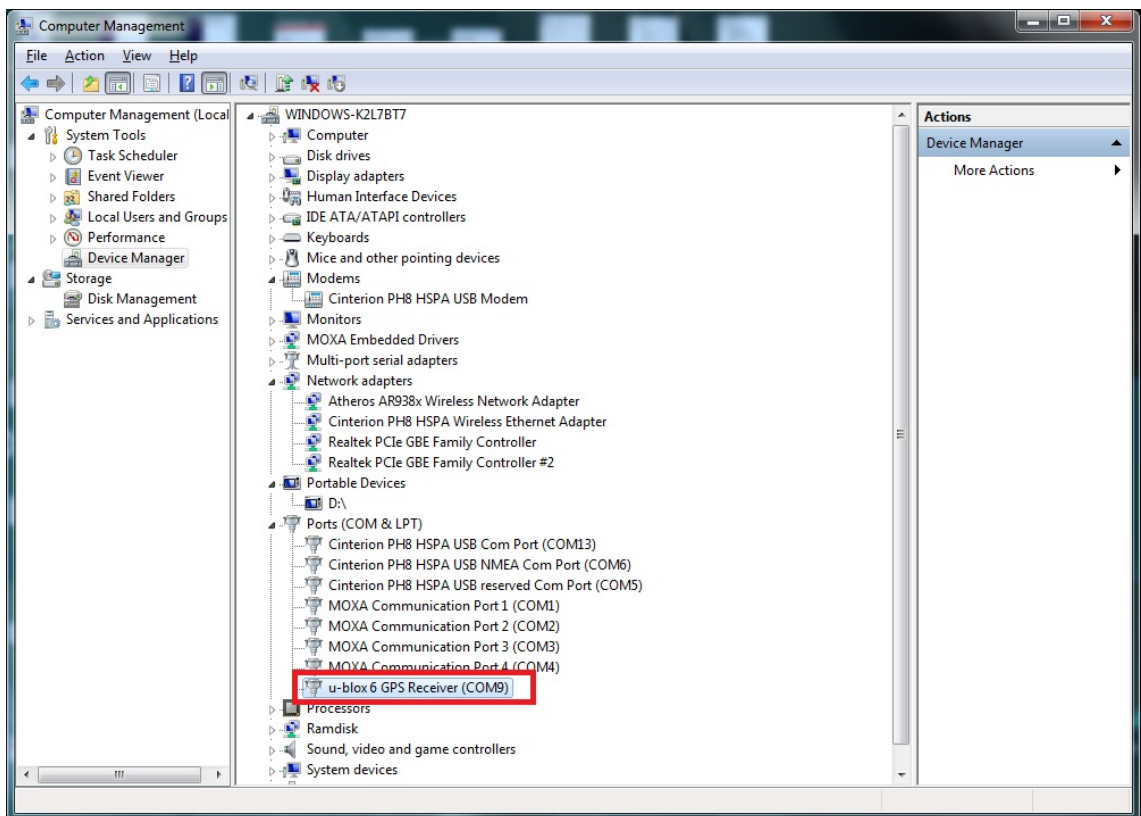 Computer Management
File Action View Help
Computer Management (Local
System Tools
Task Scheduler
Event Viewer
Shared Folders
Local Users and Groups
Performance
Device Manager
Storage
Disk Management
Services and Applications
WINDOWS-K2L7BT7
Computer
Disk drives
Display adapters
Human Interface Devices
IDE ATA/ATAPI controllers
Keyboards
Mice and other pointing devices
Modems
Cinterion PH8 HSPA USB Modem
Monitors
MOXA Embedded Drivers
Multi-port serial adapters
Network adapters
Atheros AR938x Wireless Network Adapter
Cinterion PH8 HSPA Wireless Ethernet Adapter
Realtek PCIe GBE Family Controller
Realtek PCIe GBE Family Controller #2
Portable Devices
D:\
Ports (COM & LPT)
Cinterion PH8 HSPA USB Com Port (COM13)
Cinterion PH8 HSPA USB NMEA Com Port (COM6)
Cinterion PH8 HSPA USB reserved Com Port (COM5)
MOXA Communication Port 1 (COM1)
MOXA Communication Port 2 (COM2)
MOXA Communication Port 3 (COM3)
MOXA Communication Port 4 (COM4)
u-blox 6 GPS Receiver (COM9)
Processors
Ramdisk
Sound, video and game controllers
System devices
Actions
Device Manager
More Actions